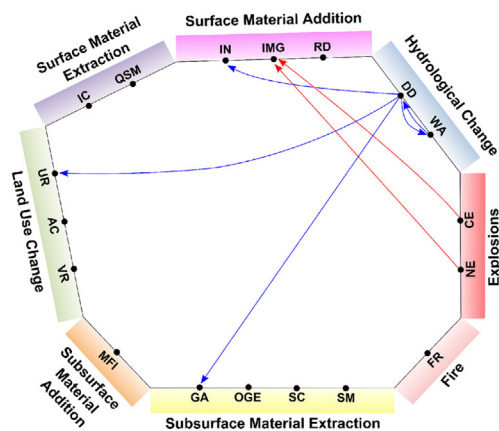 Surface Material Addition
IN
IMG
RD
Hydrological Change
DD
WA
Explosions
CE
NE
Fire
FR
Subsurface Material Extraction
GA
OGE
SC
SM
Subsurface
Material
Addition
MFI
Land Use Change
UR
AC
VR
Surface Material
Extraction
IC
QSM